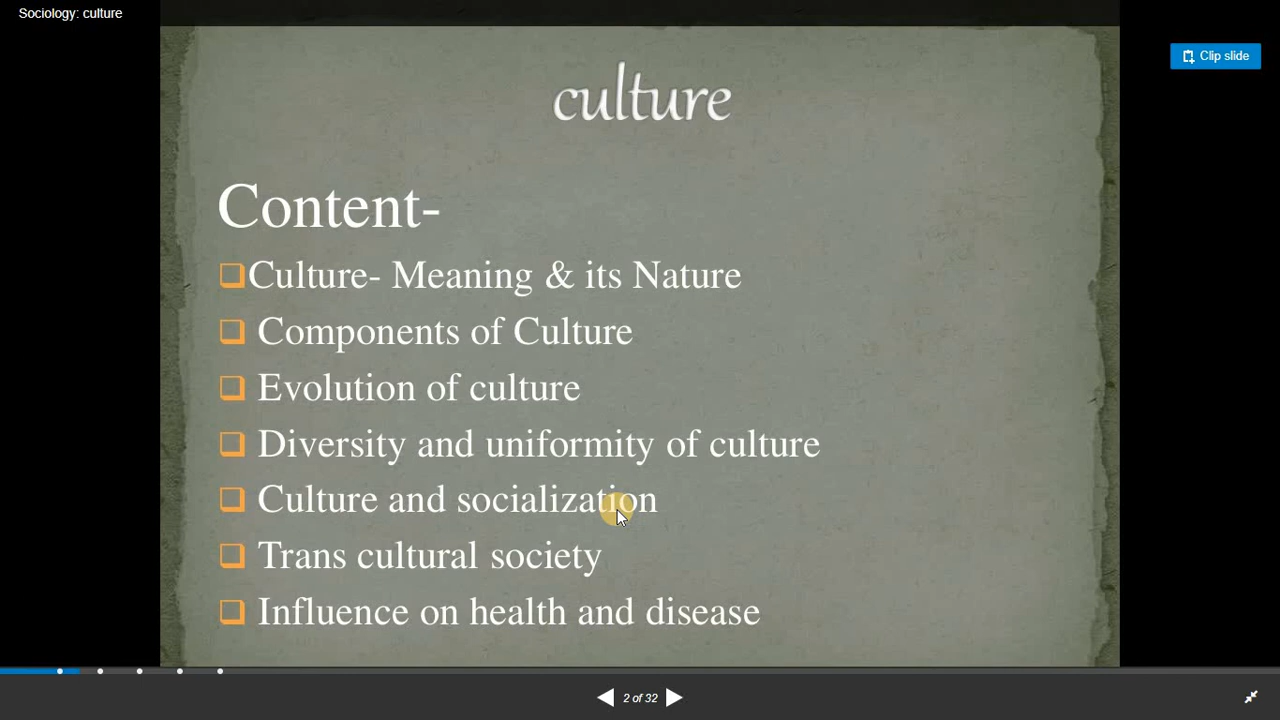 Sociology: culture
Clip slide
culture
Content-
Culture- Meaning & its Nature
Components of Culture
Evolution of culture
Diversity and uniformity of culture
Culture and socialization
Trans cultural society
Influence on health and disease
2 of 32